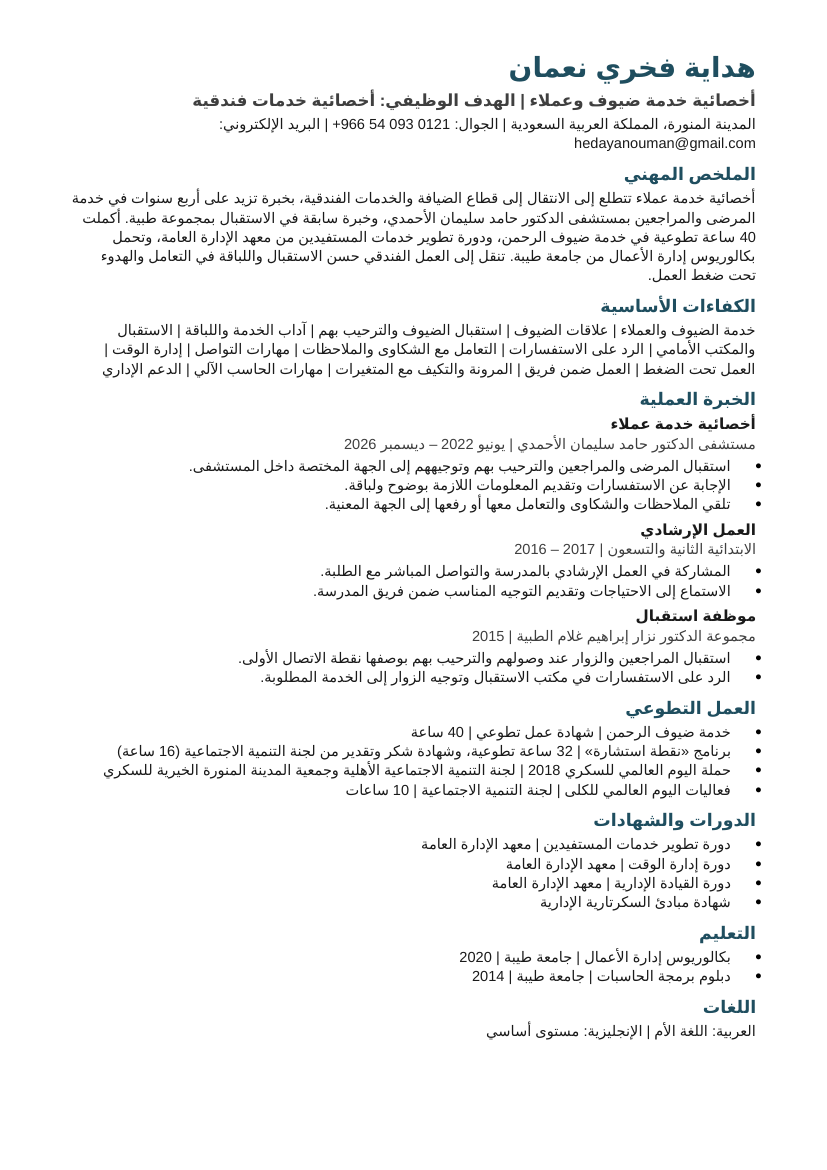 هداية فخري نعمان
أخصائية خدمة ضيوف وعملاء | الهدف الوظيفي: أخصائية خدمات فندقية
المدينة المنورة، المملكة العربية السعودية | الجوال: 0121 093 54 966+ | البريد الإلكتروني:
hedayanouman@gmail.com
الملخص المهني
أخصائية خدمة عملاء تتطلع إلى الانتقال إلى قطاع الضيافة والخدمات الفندقية، بخبرة تزيد على أربع سنوات في خدمة
المرضى والمراجعين بمستشفى الدكتور حامد سليمان الأحمدي، وخبرة سابقة في الاستقبال بمجموعة طبية. أكملت
40 ساعة تطوعية في خدمة ضيوف الرحمن، ودورة تطوير خدمات المستفيدين من معهد الإدارة العامة، وتحمل
بكالوريوس إدارة الأعمال من جامعة طيبة. تنقل إلى العمل الفندقي حسن الاستقبال واللباقة في التعامل والهدوء
تحت ضغط العمل.
الكفاءات الأساسية
خدمة الضيوف والعملاء | علاقات الضيوف | استقبال الضيوف والترحيب بهم | آداب الخدمة واللباقة | الاستقبال
والمكتب الأمامي | الرد على الاستفسارات | التعامل مع الشكاوى والملاحظات | مهارات التواصل | إدارة الوقت |
العمل تحت الضغط | العمل ضمن فريق | المرونة والتكيف مع المتغيرات | مهارات الحاسب الآلي | الدعم الإداري
الخبرة العملية
أخصائية خدمة عملاء
مستشفى الدكتور حامد سليمان الأحمدي | يونيو 2022 – ديسمبر 2026
• استقبال المرضى والمراجعين والترحيب بهم وتوجيههم إلى الجهة المختصة داخل المستشفى.
• الإجابة عن الاستفسارات وتقديم المعلومات اللازمة بوضوح ولباقة.
• تلقي الملاحظات والشكاوى والتعامل معها أو رفعها إلى الجهة المعنية.
العمل الإرشادي
الابتدائية الثانية والتسعون | 2017 – 2016
• المشاركة في العمل الإرشادي بالمدرسة والتواصل المباشر مع الطلبة.
• الاستماع إلى الاحتياجات وتقديم التوجيه المناسب ضمن فريق المدرسة.
موظفة استقبال
مجموعة الدكتور نزار إبراهيم غلام الطبية | 2015
• استقبال المراجعين والزوار عند وصولهم والترحيب بهم بوصفها نقطة الاتصال الأولى.
• الرد على الاستفسارات في مكتب الاستقبال وتوجيه الزوار إلى الخدمة المطلوبة.
العمل التطوعي
• خدمة ضيوف الرحمن | شهادة عمل تطوعي | 40 ساعة
• برنامج «نقطة استشارة» | 32 ساعة تطوعية، وشهادة شكر وتقدير من لجنة التنمية الاجتماعية (16 ساعة)
• حملة اليوم العالمي للسكري 2018 | لجنة التنمية الاجتماعية الأهلية وجمعية المدينة المنورة الخيرية للسكري
• فعاليات اليوم العالمي للكلى | لجنة التنمية الاجتماعية | 10 ساعات
الدورات والشهادات
• دورة تطوير خدمات المستفيدين | معهد الإدارة العامة
• دورة إدارة الوقت | معهد الإدارة العامة
• دورة القيادة الإدارية | معهد الإدارة العامة
• شهادة مبادئ السكرتارية الإدارية
التعليم
• بكالوريوس إدارة الأعمال | جامعة طيبة | 2020
• دبلوم برمجة الحاسبات | جامعة طيبة | 2014
اللغات
العربية: اللغة الأم | الإنجليزية: مستوى أساسي